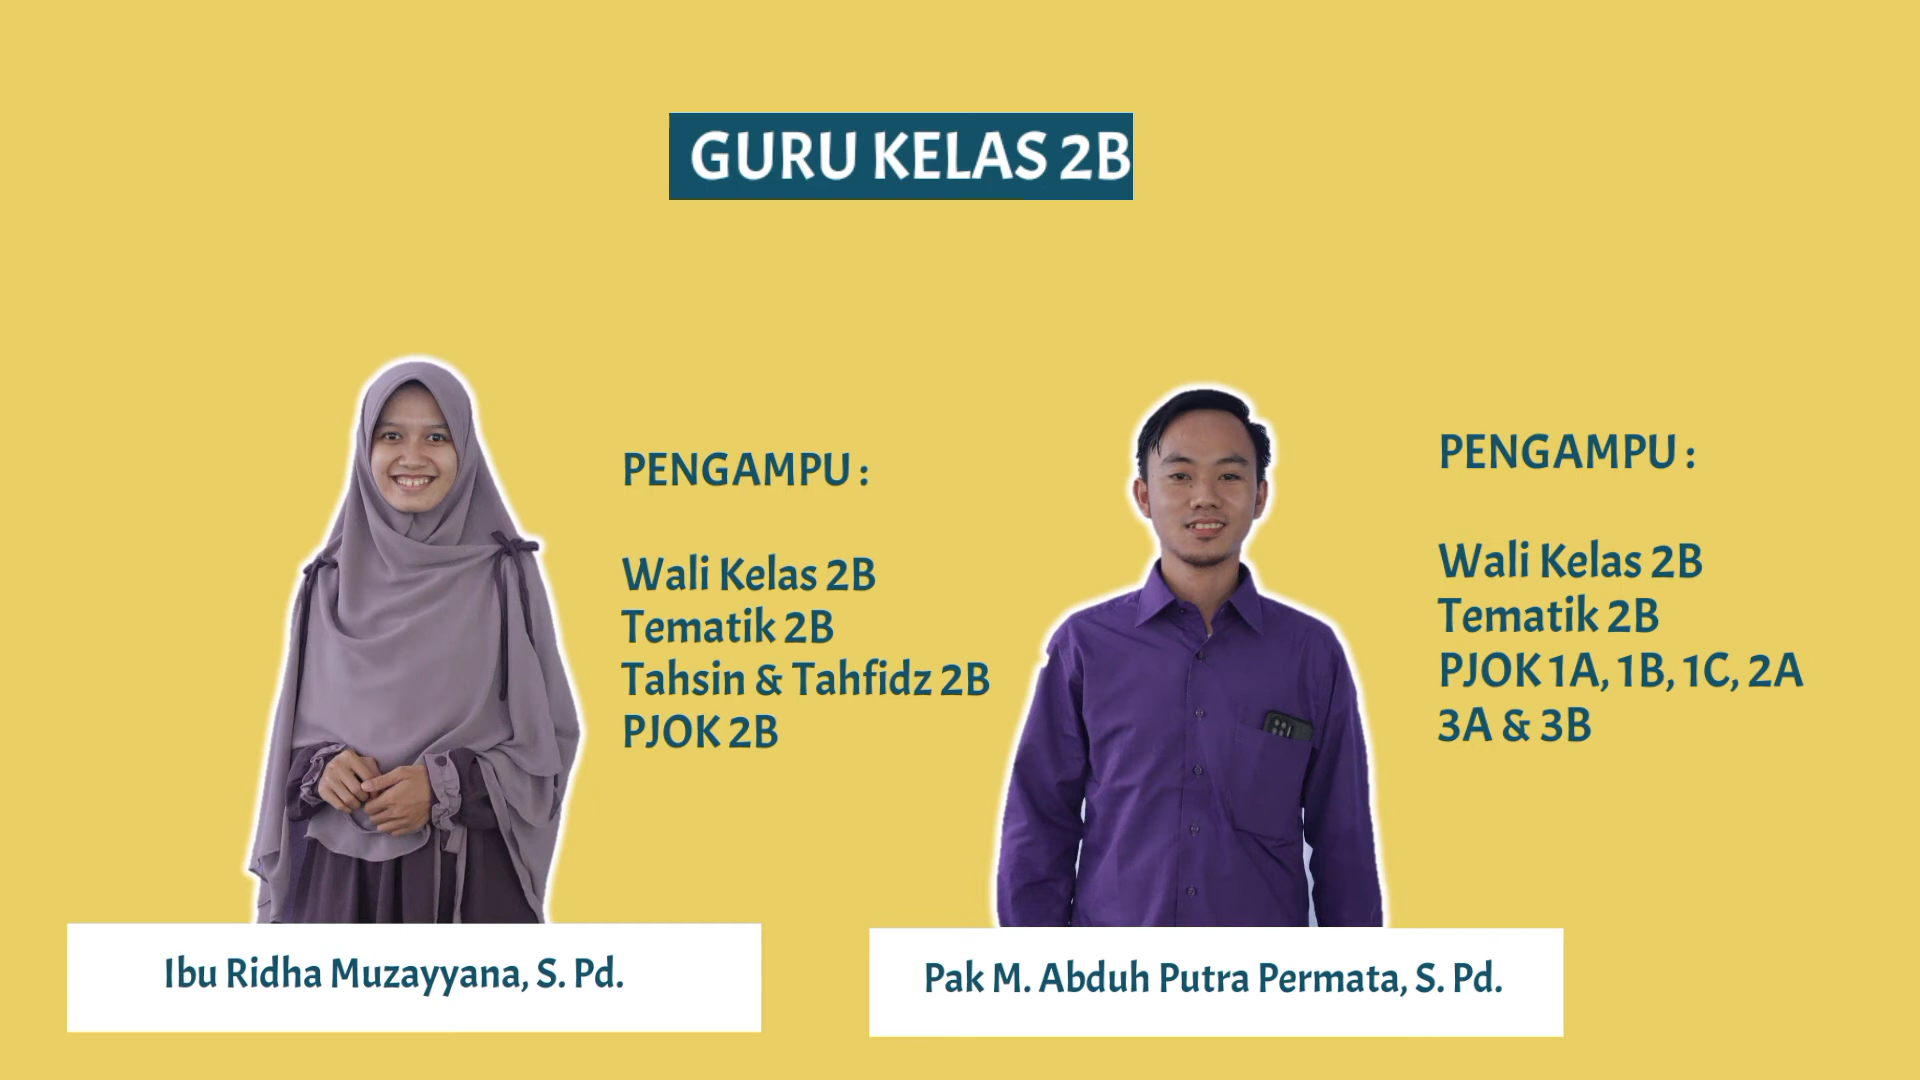 GURU KELAS 2B
PENGAMPU :
Wali Kelas 2B
Tematik 2B
Tahsin & Tahfidz 2B
PJOK 2B
Ibu Ridha Muzayyana, S. Pd.
PENGAMPU :
Wali Kelas 2B
Tematik 2B
PJOK 1A, 1B, 1C, 2A
3A & 3B
Pak M. Abduh Putra Permata, S. Pd.